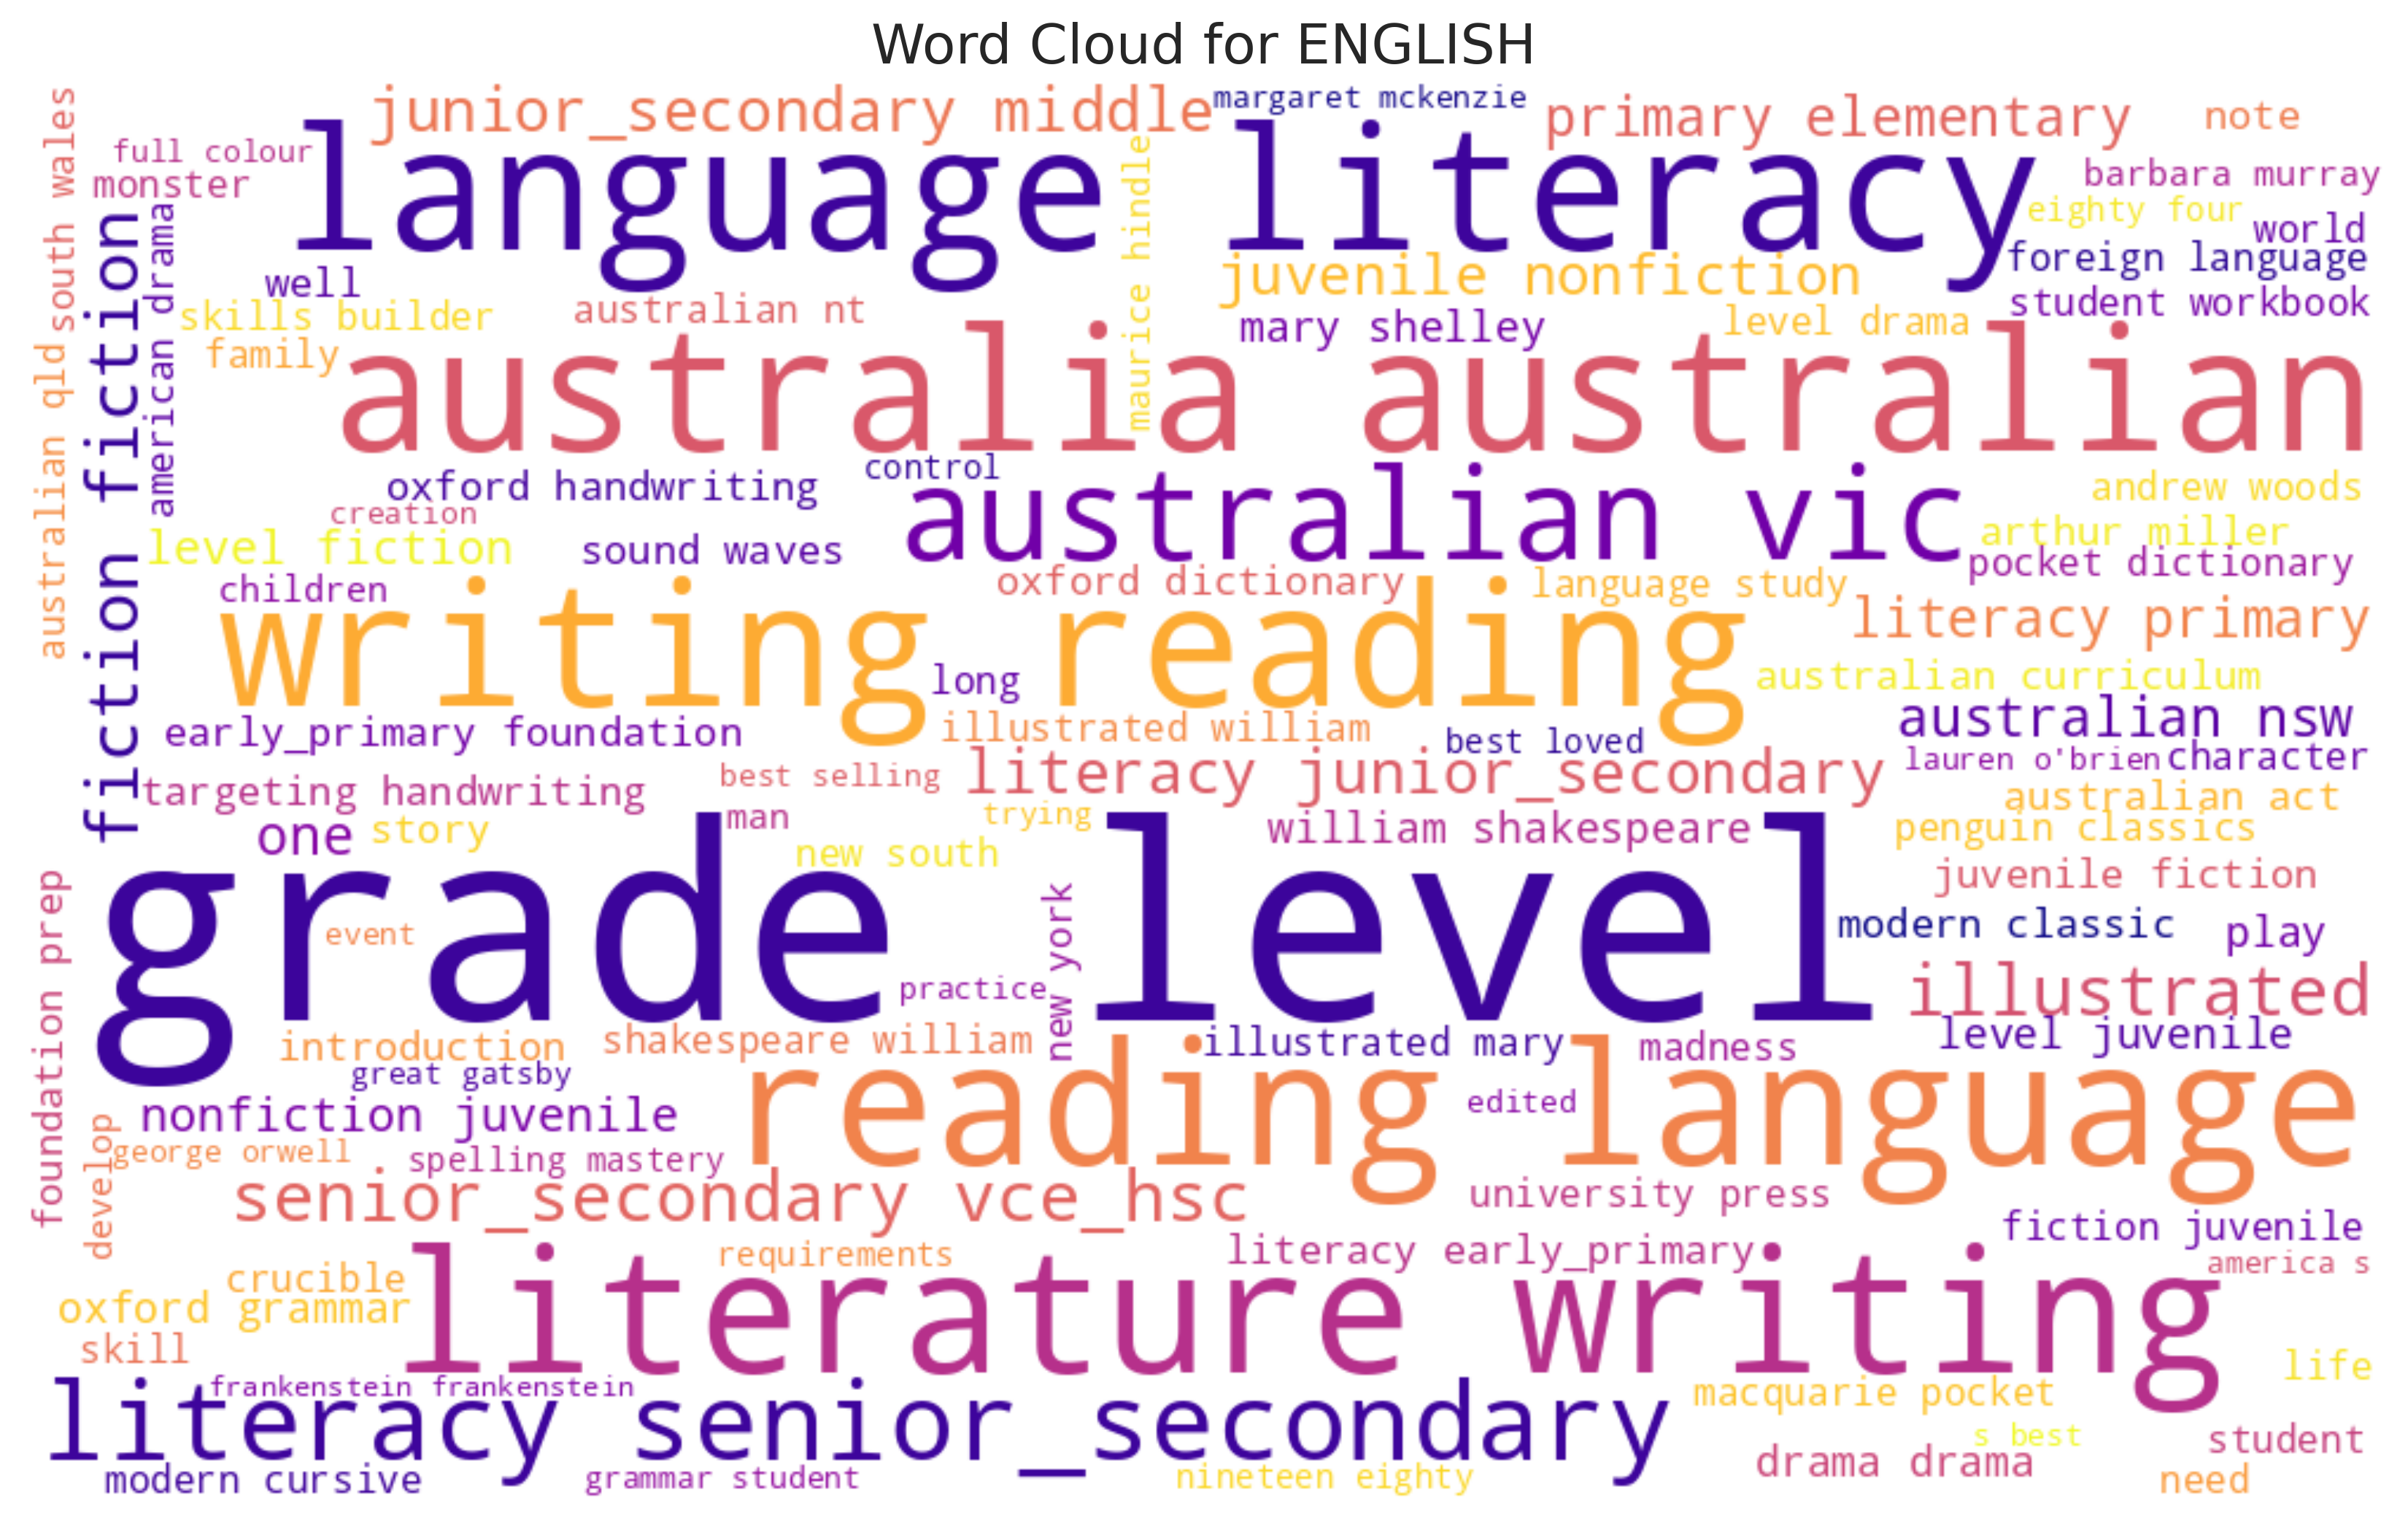 Word Cloud for ENGLISH
south wales
junior_secondary middle
margaret mckenzie
primary elementary
note
full colour
monster
language literacy
barbara murray
eighty four
world
foreign language
student workbook
well
american drama
maurice hindle
juvenile nonfiction
skills builder
australian nt
mary shelley
level drama
family
australia australian
australian qld
fiction fiction
oxford handwriting
control
australian vic
andrew woods
creation
arthur miller
level fiction
sound waves
pocket dictionary
children
oxford dictionary
language study
literacy primary
writing reading
long
australian curriculum
early_primary foundation
illustrated william
best loved
australian nsw
lauren o'brien
character
targeting handwriting
best selling
literacy junior_secondary
australian act
one
story
man
trying
william shakespeare
penguin classics
new south
juvenile fiction
grade level
event
modern classic
play
foundation prep
practice
new york
illustrated
introduction
shakespeare william
illustrated mary
madness
level juvenile
great gatsby
reading language
edited
nonfiction juvenile
george orwell
develop
spelling mastery
senior_secondary vce_hsc
university press
fiction juvenile
requirements
literacy early_primary
america s
crucible
oxford grammar
literature writing
skill
life
frankenstein frankenstein
literacy senior_secondary
macquarie pocket
s best
student
modern cursive
grammar student
nineteen eighty
drama drama
need